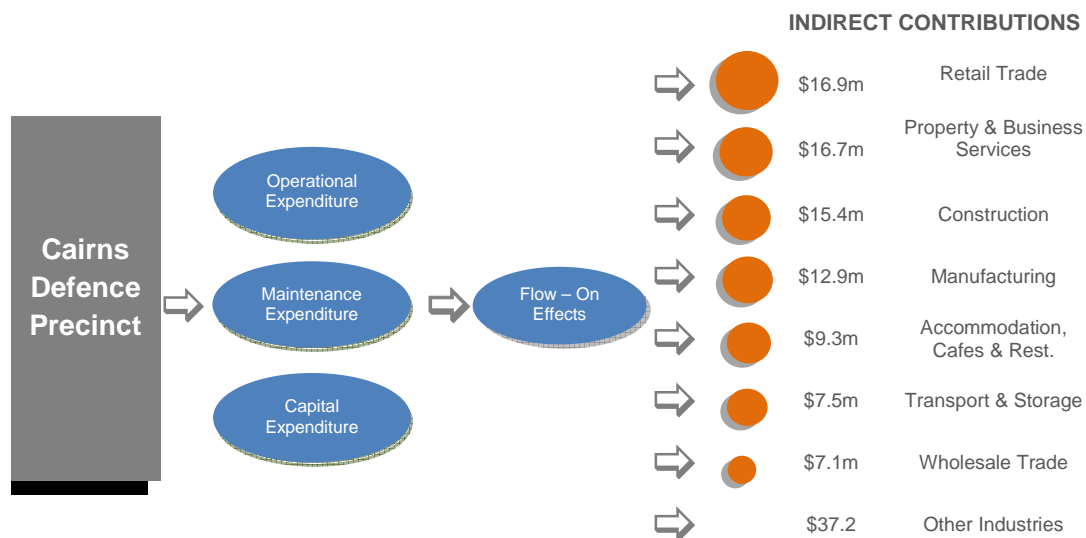 INDIRECT CONTRIBUTIONS
Cairns
Defence
Precinct
Operational
Expenditure
Maintenance
Expenditure
Capital
Expenditure
Flow – On
Effects
$16.9m
Retail Trade
$16.7m
Property & Business
Services
$15.4m
Construction
$12.9m
Manufacturing
$9.3m
Accommodation,
Cafes & Rest.
$7.5m
Transport & Storage
$7.1m
Wholesale Trade
$37.2
Other Industries